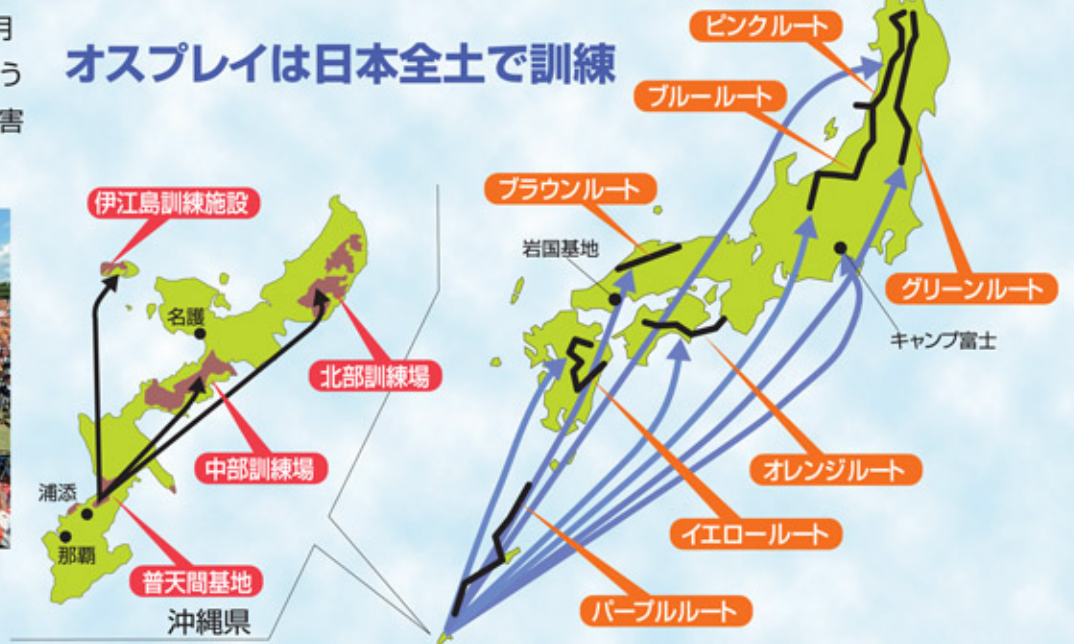 月
う
害
オスプレイは日本全土で訓練
ピンクルート
ブルールート
ブラウンルート
岩国基地
グリーンルート
キャンプ富士
オレンジルート
イエロールート
パープルルート
伊江島訓練施設
名護
北部訓練場
中部訓練場
浦添
那覇
普天間基地
沖縄県